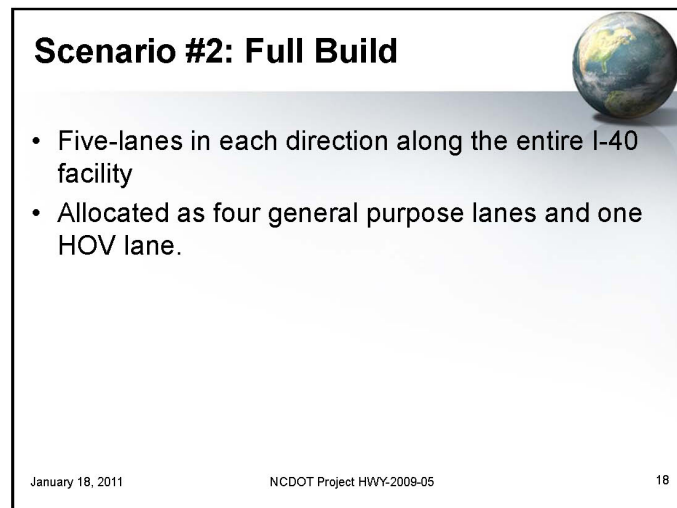 Scenario #2: Full Build
• Five-lanes in each direction along the entire I-40
facility
• Allocated as four general purpose lanes and one
HOV lane.
January 18, 2011
NCDOT Project HWY-2009-05
18